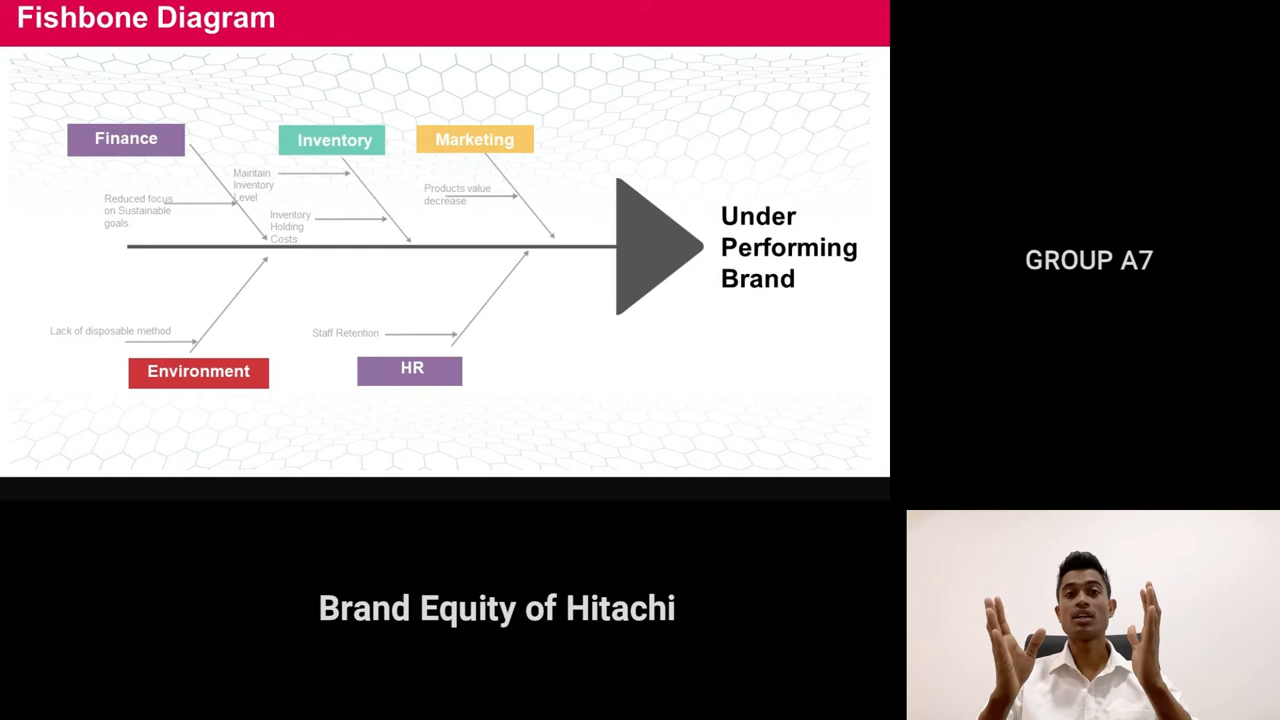 Fishbone Diagram
Finance
Inventory
Marketing
Maintain
Inventory
Level
Reduced focus
on Sustainable
goals
Products value
decrease
Inventory
Holding
Costs
Under
Performing
Brand
Lack of disposable method
Staff Retention
Environment
HR
GROUP A7
Brand Equity of Hitachi